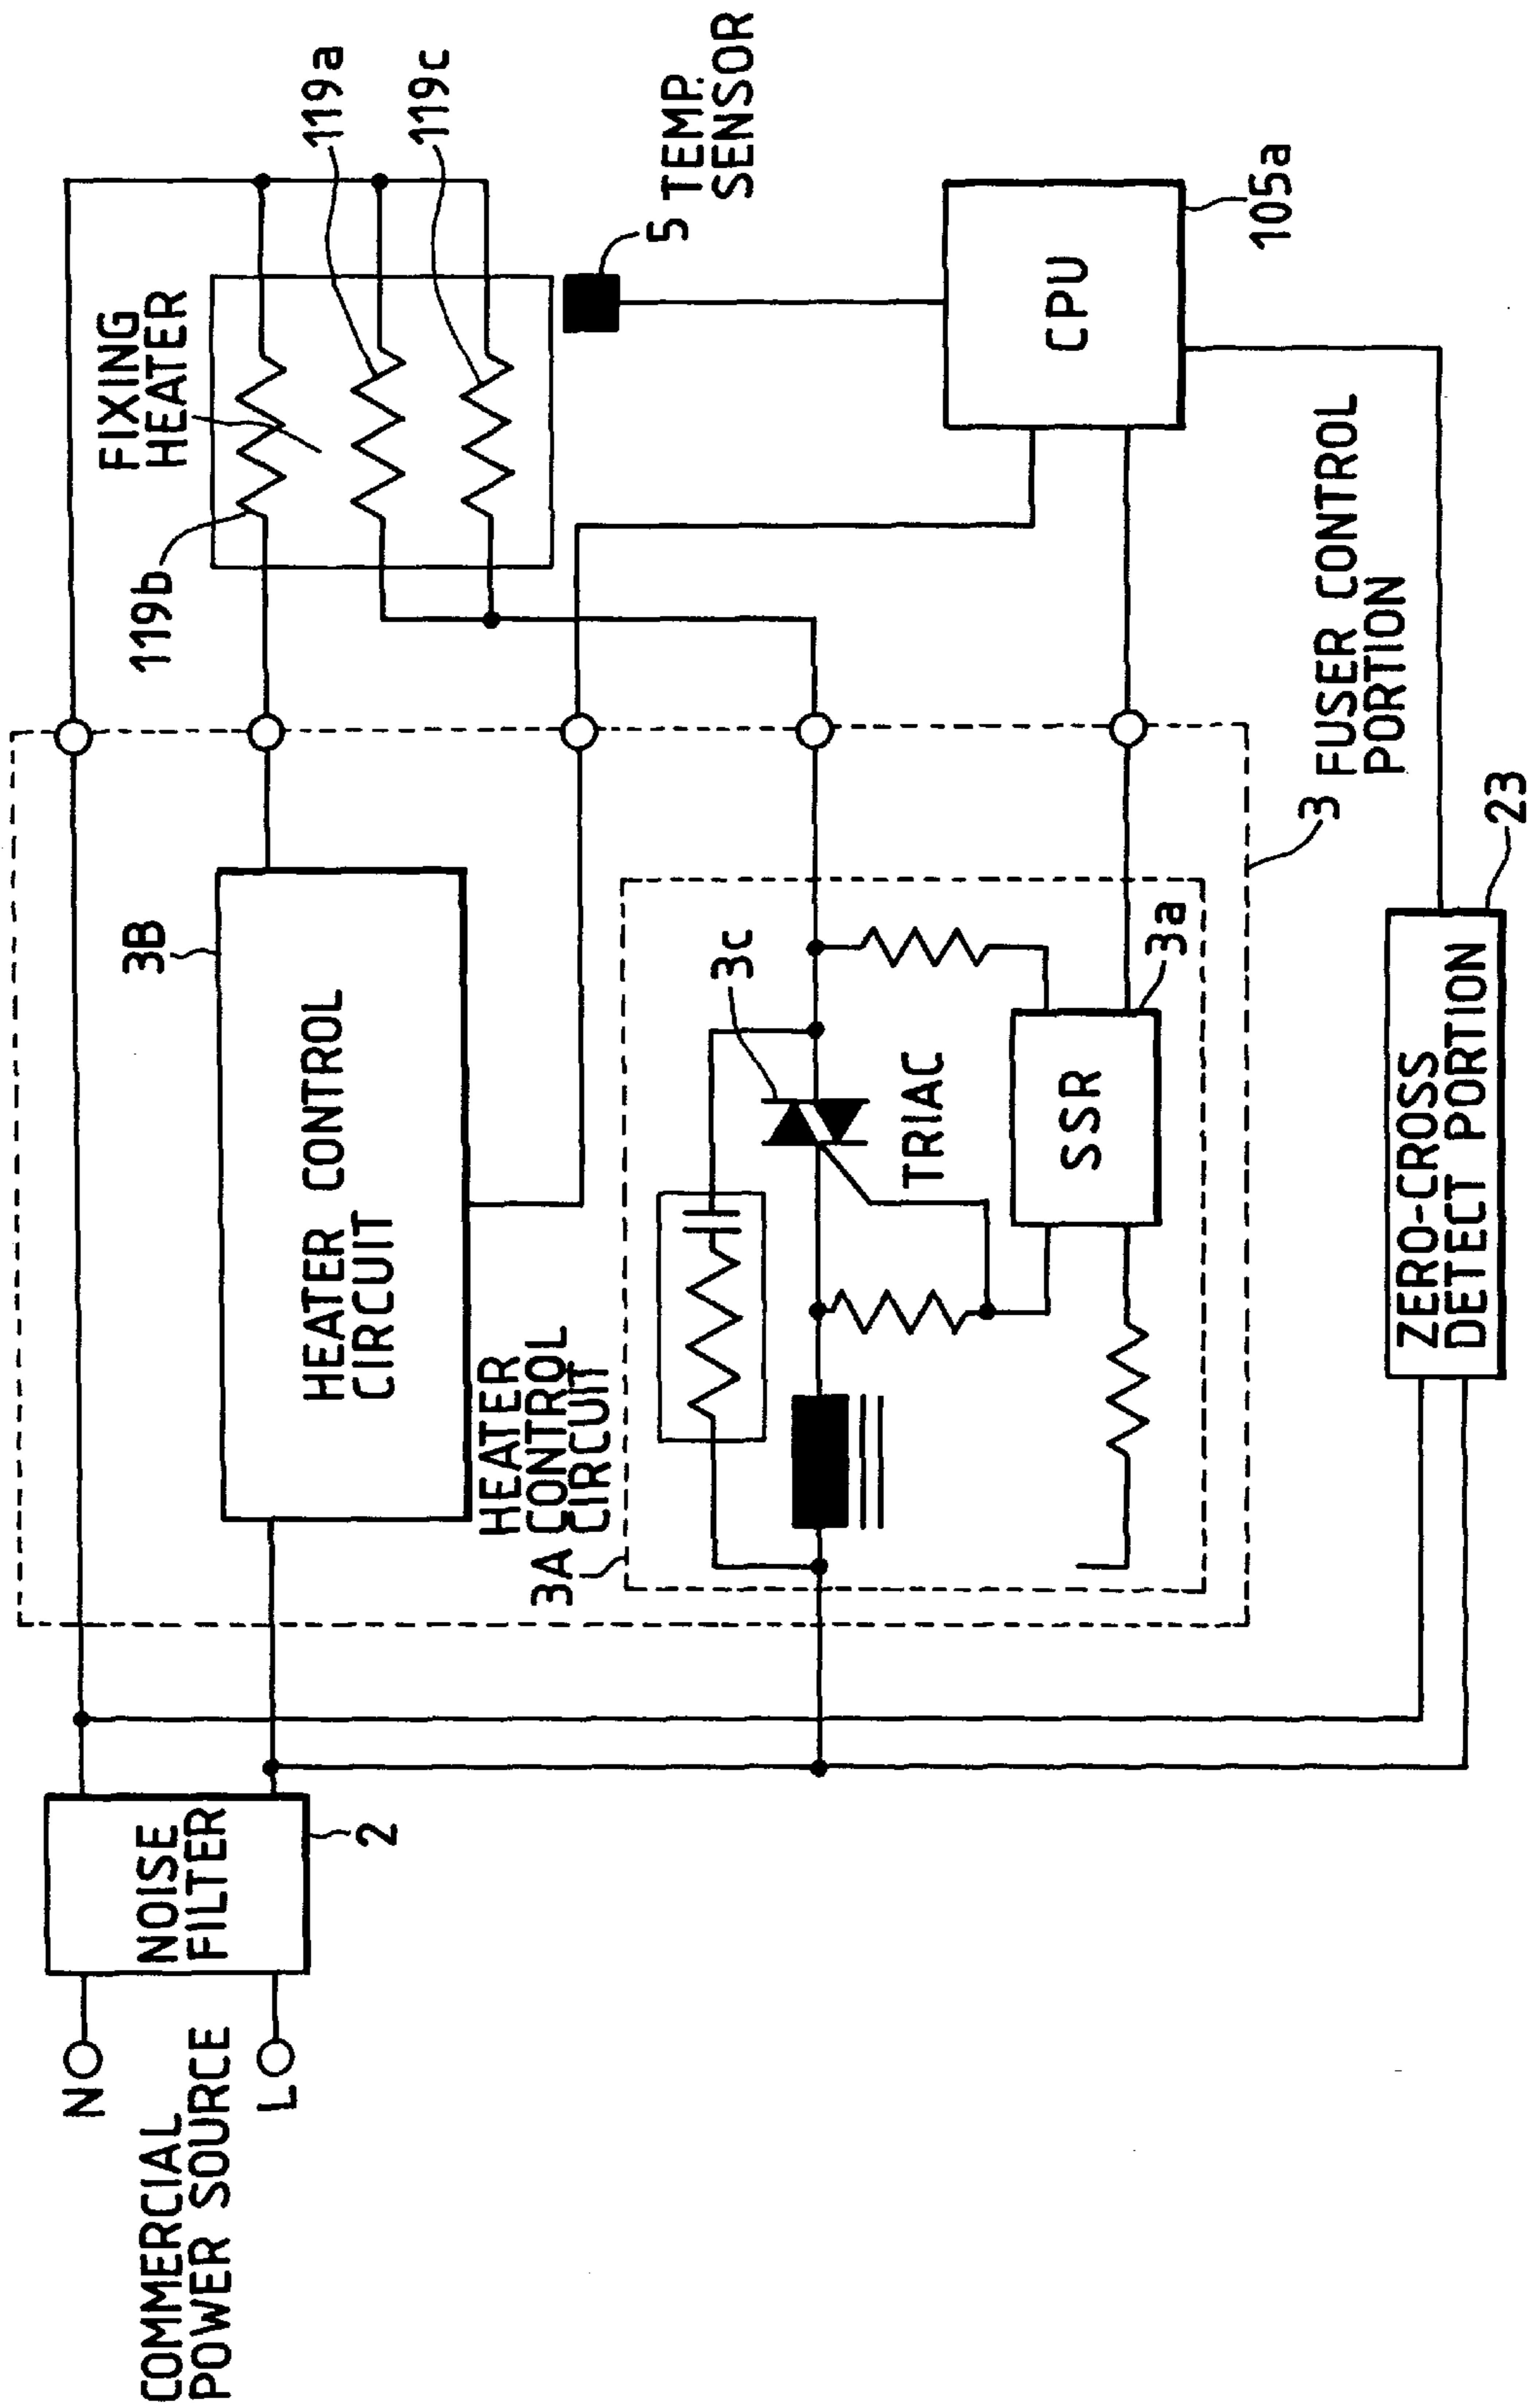 COMMERCIAL
POWER SOURCE
N
L
NOISE
FILTER
2
3B
HEATER CONTROL
CIRCUIT
3A
HEATER
CONTROL
CIRCUIT
3c
TRIAC
SSR
3a
3
FUSER CONTROL
PORTION
ZERO-CROSS
DETECT PORTION
23
FIXING
HEATER
119b
119a
119c
5
TEMP.
SENSOR
CPU
105a